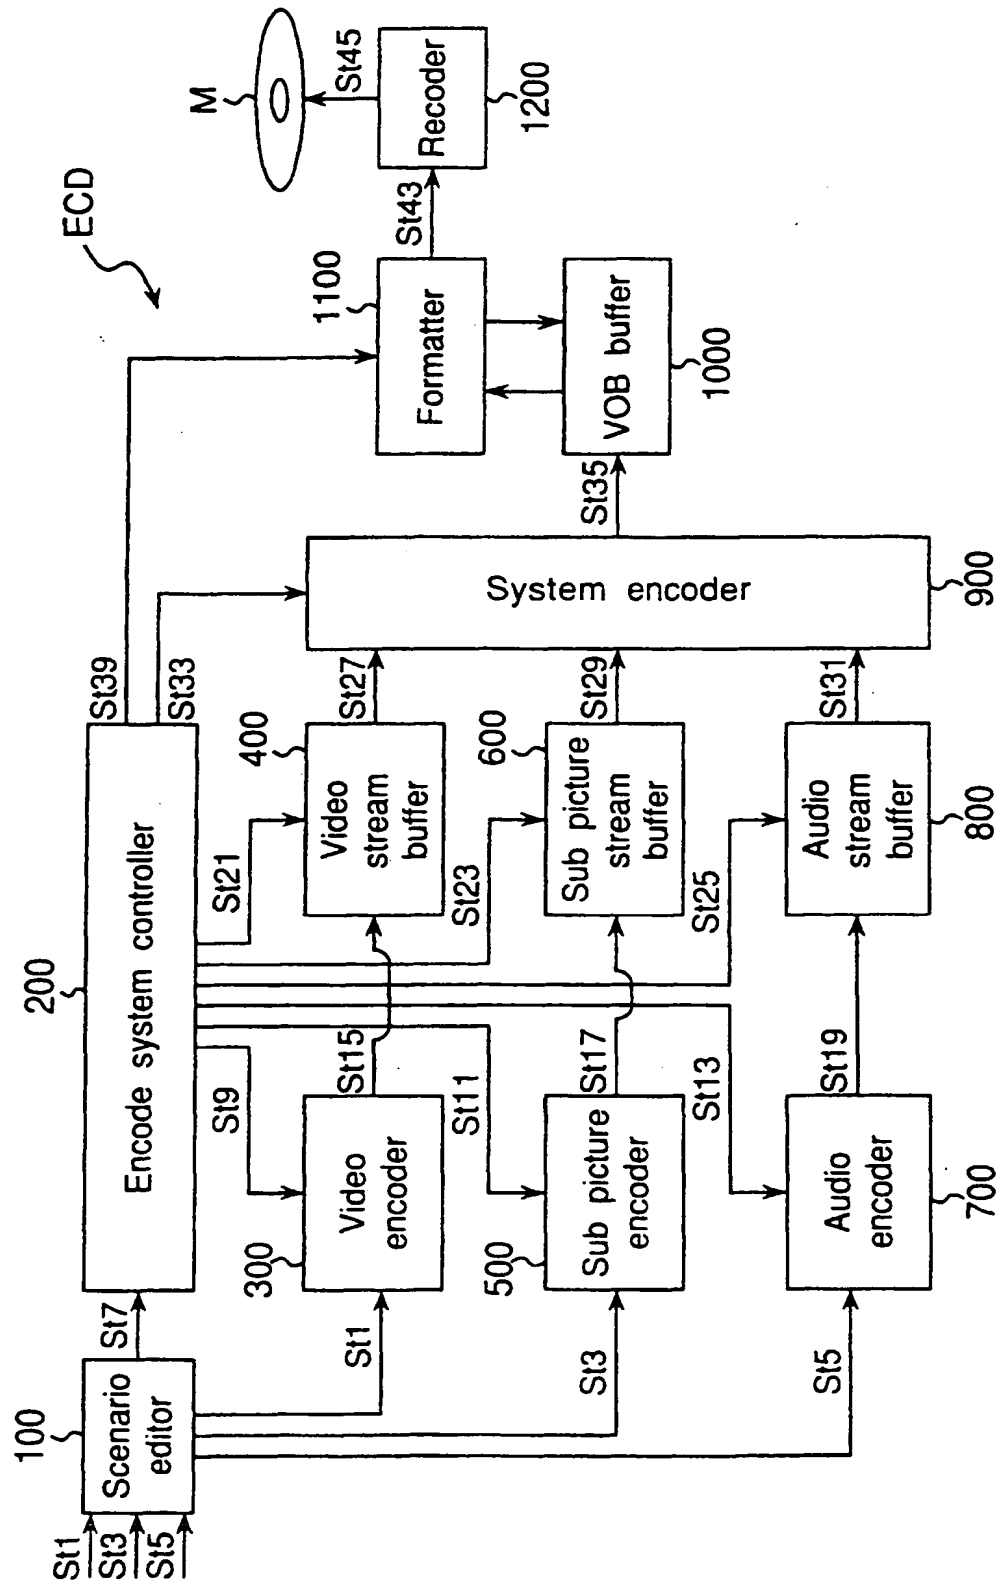 ECD
St1
St3
St5
100
Scenario
editor
St7
200
Encode system controller
St39
St33
St9
St21
St11
St23
St13
St25
St1
St3
St5
300
Video
encoder
St15
400
Video
stream
buffer
St27
500
Sub picture
encoder
St17
600
Sub picture
stream
buffer
St29
700
Audio
encoder
St19
800
Audio
stream
buffer
St31
System encoder
900
St35
VOB buffer
1000
Formatter
1100
St43
Recoder
1200
St45
M